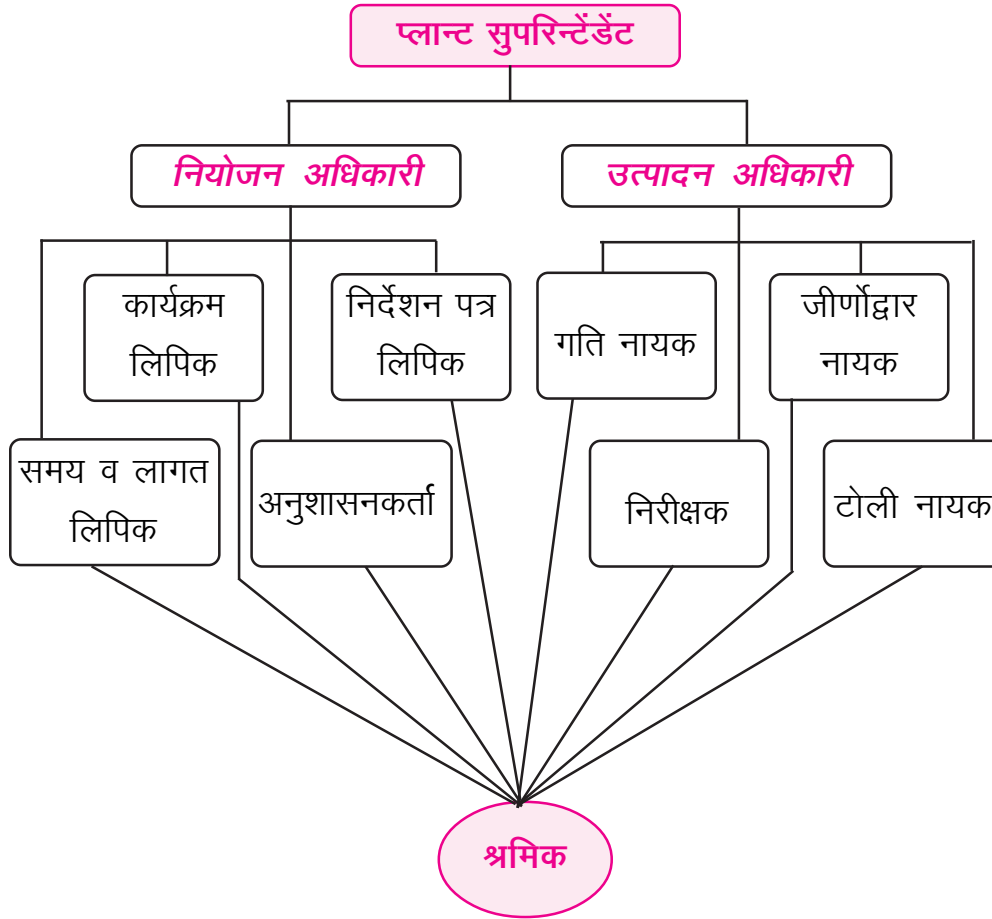 प्लान्ट सुपरिन्टेंडेंट
नियोजन अधिकारी
उत्पादन अधिकारी
कार्यक्रम
लिपिक
निर्देशन पत्र
लिपिक
गति नायक
जीर्णोद्वार
नायक
समय व लागत
लिपिक
अनुशासनकर्ता
निरीक्षक
टोली नायक
श्रमिक